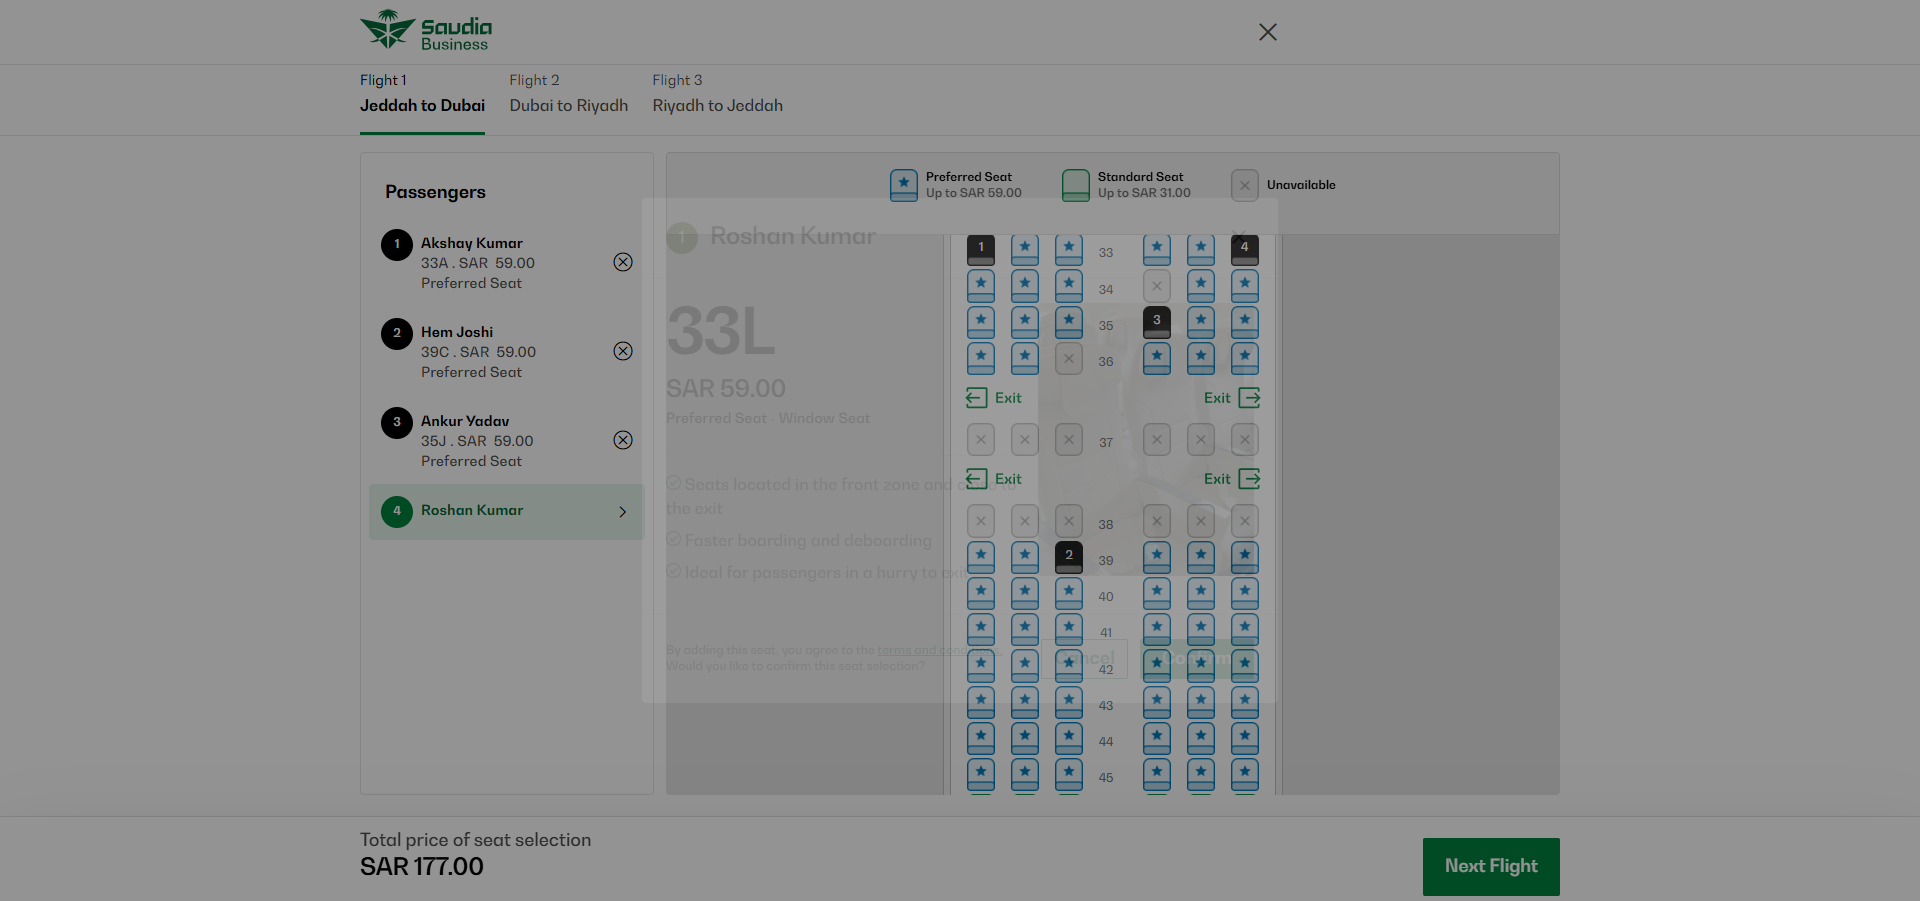 Saudia
Business
Flight 1
Jeddah to Dubai
Flight 2
Dubai to Riyadh
Flight 3
Riyadh to Jeddah
Passengers
1
Akshay Kumar
33A . SAR 59.00
Preferred Seat
2
Hem Joshi
39C . SAR 59.00
Preferred Seat
3
Ankur Yadav
35J . SAR 59.00
Preferred Seat
4
Roshan Kumar
Preferred Seat
Up to SAR 59.00
Standard Seat
Up to SAR 31.00
Unavailable
1
Roshan Kumar
33L
SAR 59.00
Preferred Seat · Window Seat
Seats located in the front zone and close to
the exit
Faster boarding and deboarding
Ideal for passengers in a hurry to exit
By adding this seat, you agree to the terms and conditions.
Would you like to confirm this seat selection?
Cancel
Confirm
1 33 4
34
3 35
36
Exit Exit
37
Exit Exit
38
2 39
40
41
42
43
44
45
Total price of seat selection
SAR 177.00
Next Flight